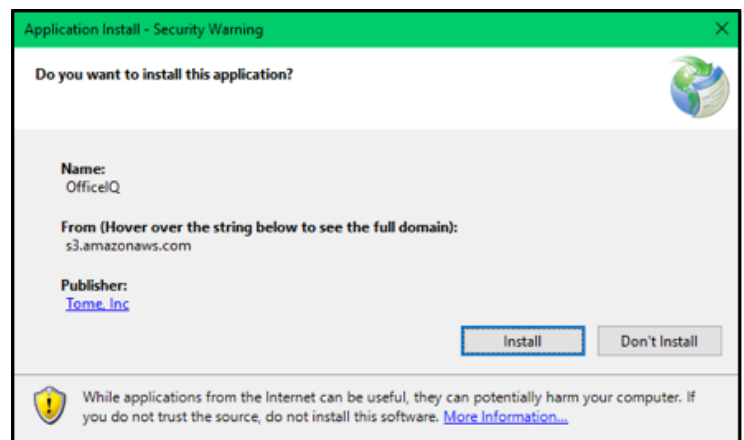 Application Install - Security Warning
Do you want to install this application?
Name:
OfficeIQ
From (Hover over the string below to see the full domain):
s3.amazonaws.com
Publisher:
Tome, Inc
Install
Don't Install
While applications from the Internet can be useful, they can potentially harm your computer. If
you do not trust the source, do not install this software. More Information...